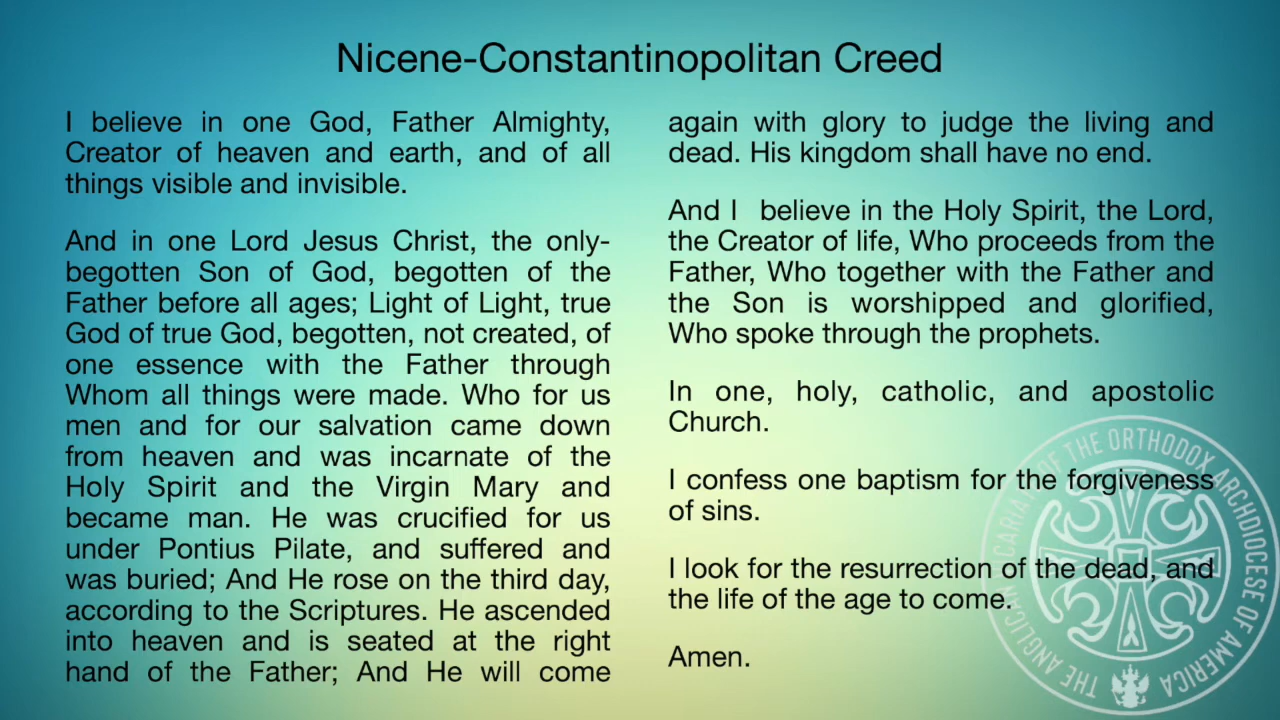 Nicene-Constantinopolitan Creed
I believe in one God, Father Almighty,
Creator of heaven and earth, and of all
things visible and invisible.
And in one Lord Jesus Christ, the only-
begotten Son of God, begotten of the
Father before all ages; Light of Light, true
God of true God, begotten, not created, of
one essence with the Father through
Whom all things were made. Who for us
men and for our salvation came down
from heaven and was incarnate of the
Holy Spirit and the Virgin Mary and
became man. He was crucified for us
under Pontius Pilate, and suffered and
was buried; And He rose on the third day,
according to the Scriptures. He ascended
into heaven and is seated at the right
hand of the Father; And He will come
again with glory to judge the living and
dead. His kingdom shall have no end.
And I believe in the Holy Spirit, the Lord,
the Creator of life, Who proceeds from the
Father, Who together with the Father and
the Son is worshipped and glorified,
Who spoke through the prophets.
In one, holy, catholic, and apostolic
Church.
I confess one baptism for the forgiveness
of sins.
I look for the resurrection of the dead, and
the life of the age to come.
Amen.
THE ANGLICAN VICARIATE OF THE ORTHODOX ARCHDIOCESE OF AMERICA